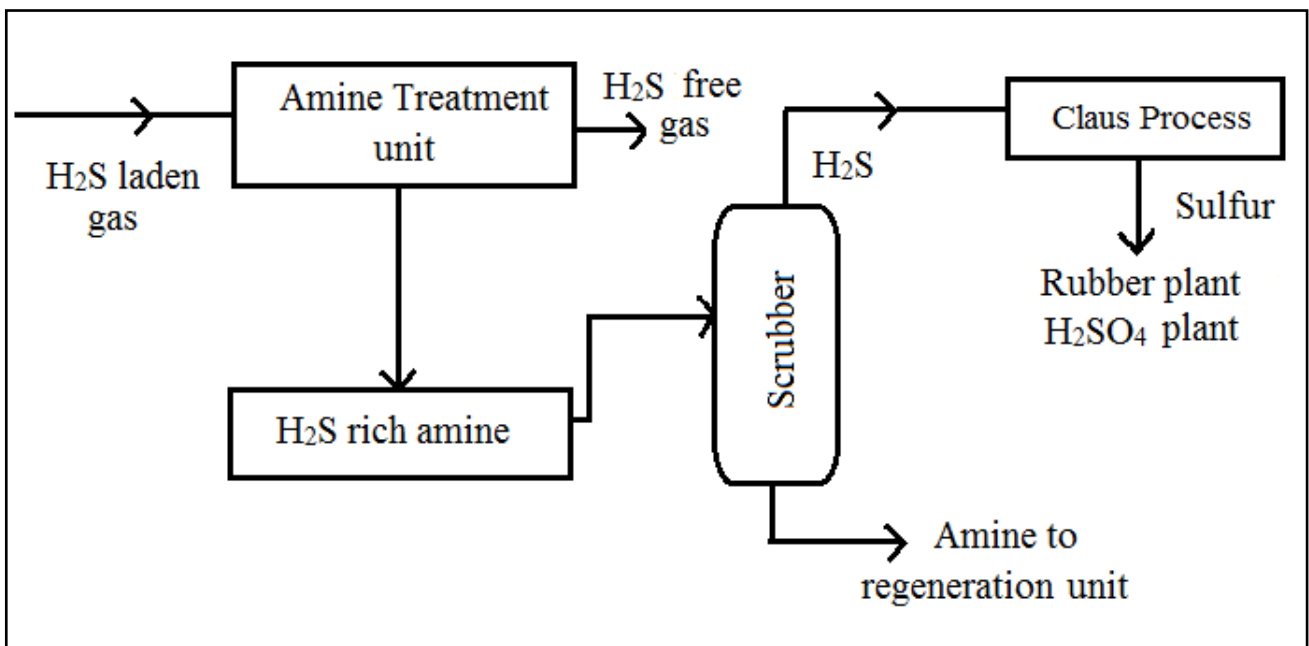 Amine Treatment
unit
H₂S free
gas
H₂S laden
gas
H₂S
Claus Process
Sulfur
Rubber plant
H₂SO₄ plant
Scrubber
H₂S rich amine
Amine to
regeneration unit